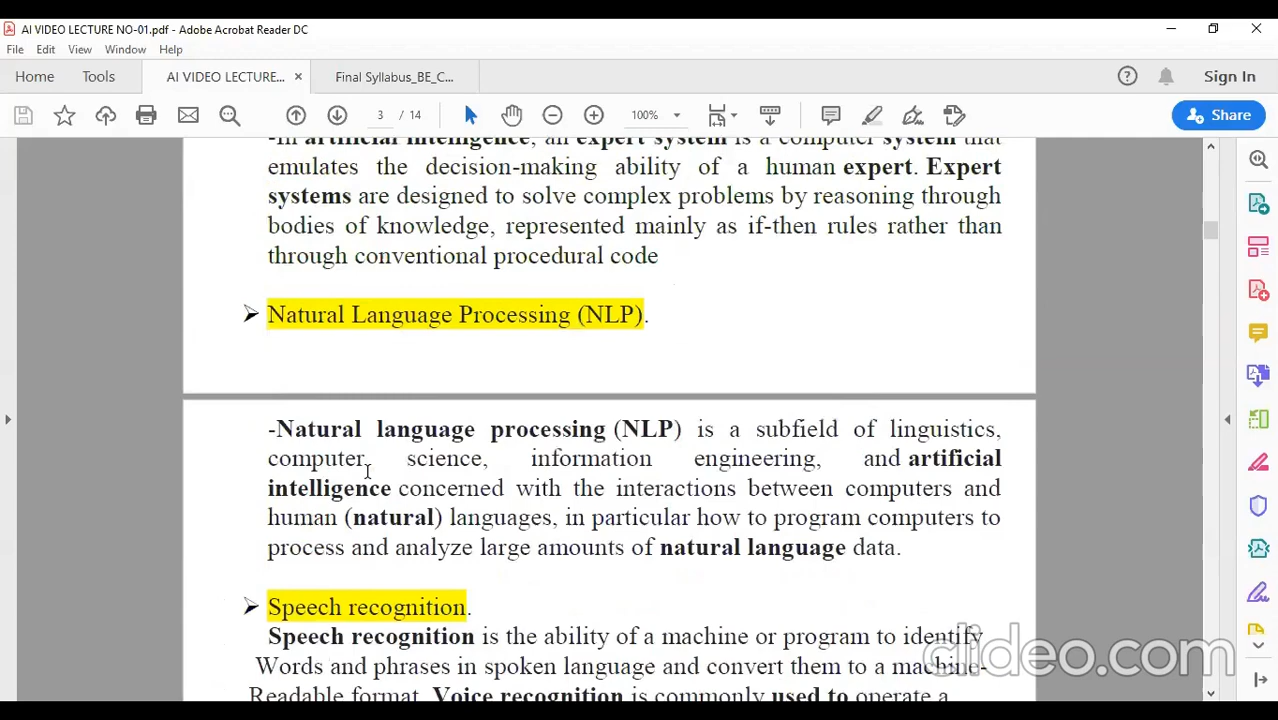 AI VIDEO LECTURE NO-01.pdf - Adobe Acrobat Reader DC
File Edit View Window Help
Home Tools AI VIDEO LECTURE... × Final Syllabus_BE_C... Sign In
3 / 14 100% Share
-In artificial intelligence, an expert system is a computer system that
emulates the decision-making ability of a human expert. Expert
systems are designed to solve complex problems by reasoning through
bodies of knowledge, represented mainly as if-then rules rather than
through conventional procedural code
➢ Natural Language Processing (NLP).
-Natural language processing (NLP) is a subfield of linguistics,
computer science, information engineering, and artificial
intelligence concerned with the interactions between computers and
human (natural) languages, in particular how to program computers to
process and analyze large amounts of natural language data.
➢ Speech recognition.
Speech recognition is the ability of a machine or program to identify
Words and phrases in spoken language and convert them to a machine-
Readable format. Voice recognition is commonly used to operate a
clideo.com